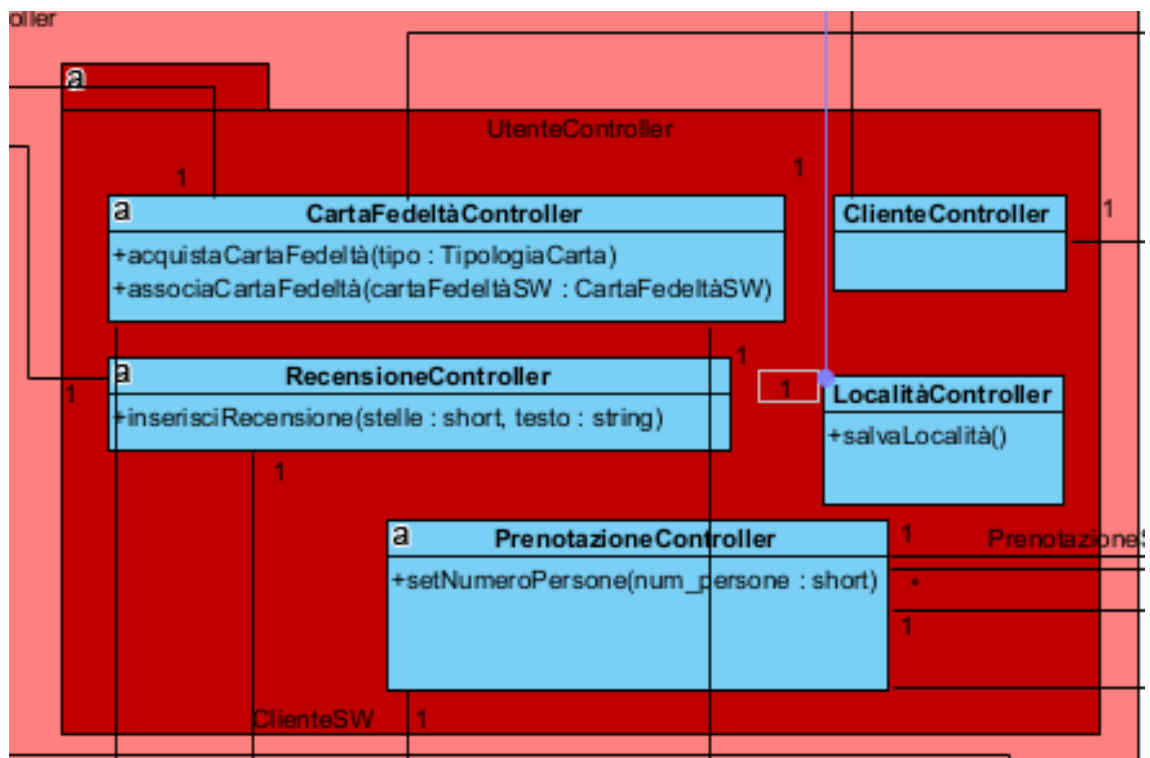 oller
a
UtenteController
1
1
a
CartaFedeltàController
+acquistaCartaFedeltà(tipo : TipologiaCarta)
+associaCartaFedeltà(cartaFedeltàSW : CartaFedeltàSW)
ClienteController
1
1
a
RecensioneController
+inserisciRecensione(stelle : short, testo : string)
1
1
1
LocalitàController
+salvaLocalità()
a
PrenotazioneController
+setNumeroPersone(num_persone : short)
1
PrenotazioneS
*
1
ClienteSW
1